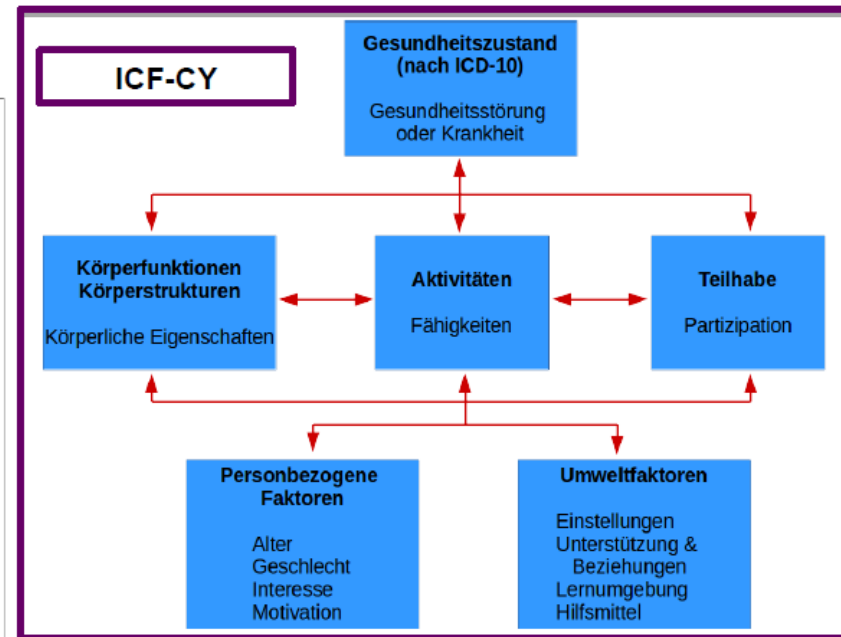 ICF-CY
Gesundheitszustand
(nach ICD-10)
Gesundheitsstörung
oder Krankheit
Körperfunktionen
Körperstrukturen
Körperliche Eigenschaften
Aktivitäten
Fähigkeiten
Teilhabe
Partizipation
Personbezogene
Faktoren
Alter
Geschlecht
Interesse
Motivation
Umweltfaktoren
Einstellungen
Unterstützung &
Beziehungen
Lernumgebung
Hilfsmittel